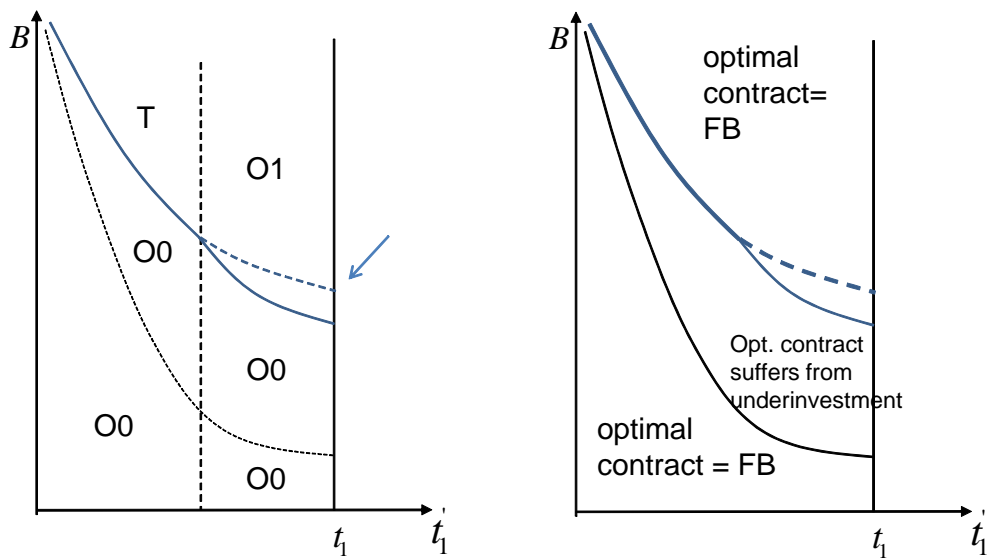 B
T
O1
O0
O0
O0
O0
t₁
t₁'
B
optimal
contract=
FB
Opt. contract
suffers from
underinvestment
optimal
contract = FB
t₁
t₁'